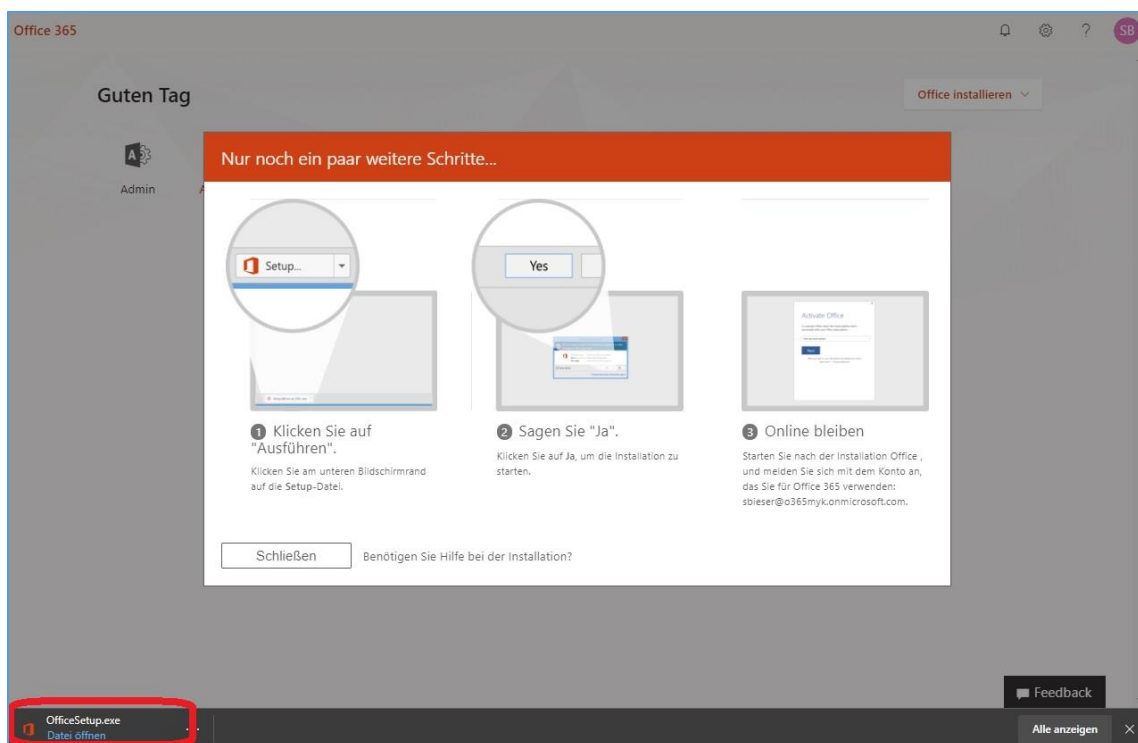 Office 365
?
SB
Guten Tag
Office installieren
Admin
Nur noch ein paar weitere Schritte...
Setup...
Yes
Activate Office
1 Klicken Sie auf
"Ausführen".
Klicken Sie am unteren Bildschirmrand
auf die Setup-Datei.
2 Sagen Sie "Ja".
Klicken Sie auf Ja, um die Installation zu
starten.
3 Online bleiben
Starten Sie nach der Installation Office ,
und melden Sie sich mit dem Konto an,
das Sie für Office 365 verwenden:
sbieser@o365myk.onmicrosoft.com.
Schließen
Benötigen Sie Hilfe bei der Installation?
Feedback
OfficeSetup.exe
Datei öffnen
...
Alle anzeigen